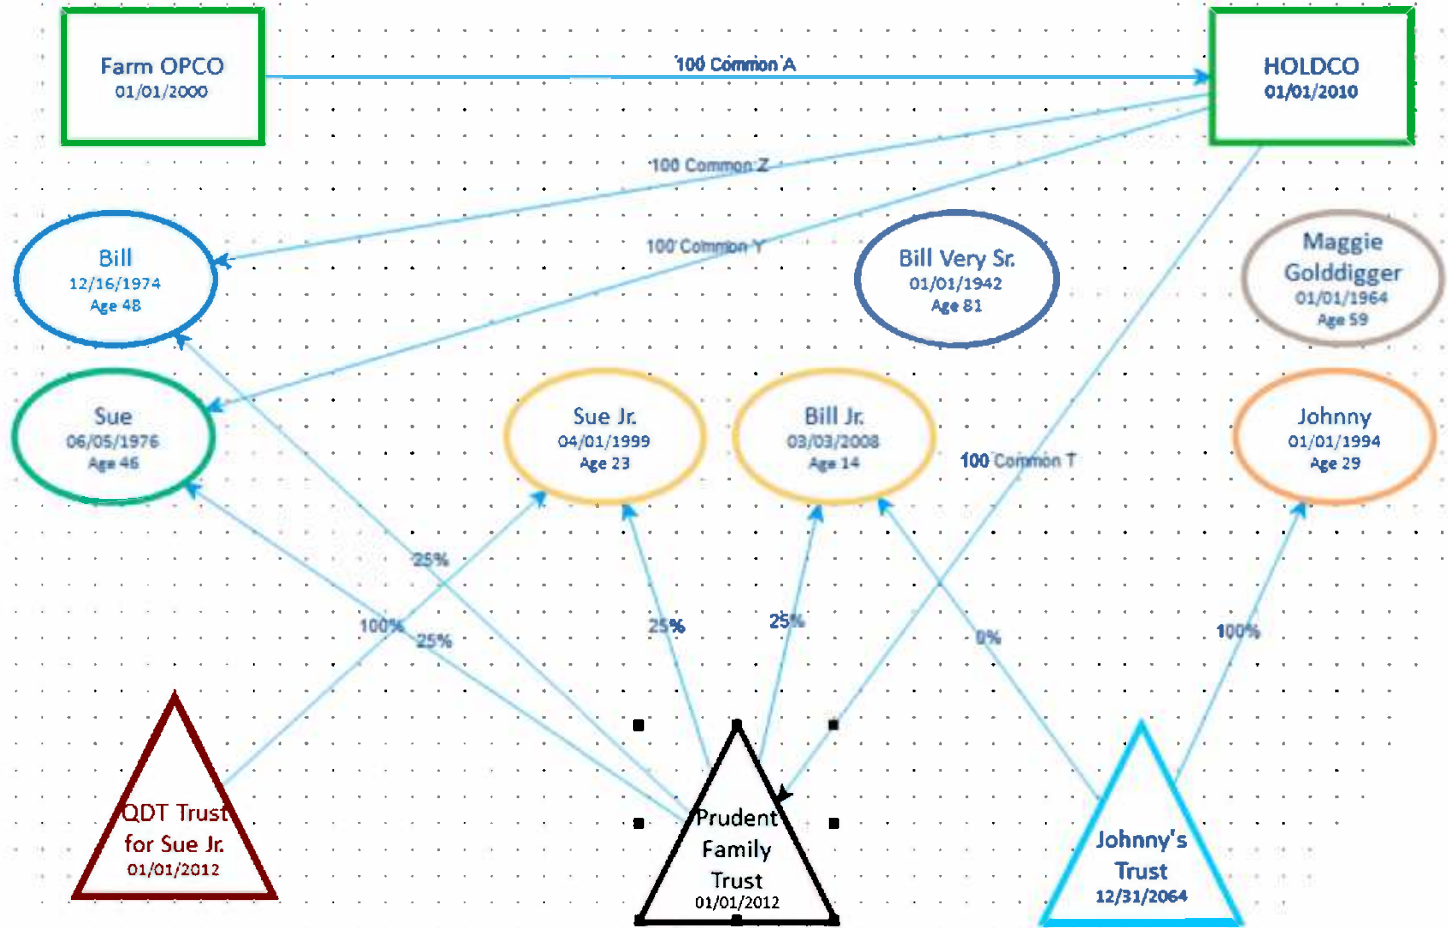 Farm OPCO
01/01/2000
100 Common A
HOLDCO
01/01/2010
100 Common Z
100 Common Y
Bill
12/16/1974
Age 48
Bill Very Sr.
01/01/1942
Age 81
Maggie
Golddigger
01/01/1964
Age 59
Sue
06/05/1976
Age 46
Sue Jr.
04/01/1999
Age 23
Bill Jr.
03/03/2008
Age 14
100 Common T
Johnny
01/01/1994
Age 29
25%
100%
25%
25%
25%
0%
100%
QDT Trust
for Sue Jr.
01/01/2012
Prudent
Family
Trust
01/01/2012
Johnny's
Trust
12/31/2064